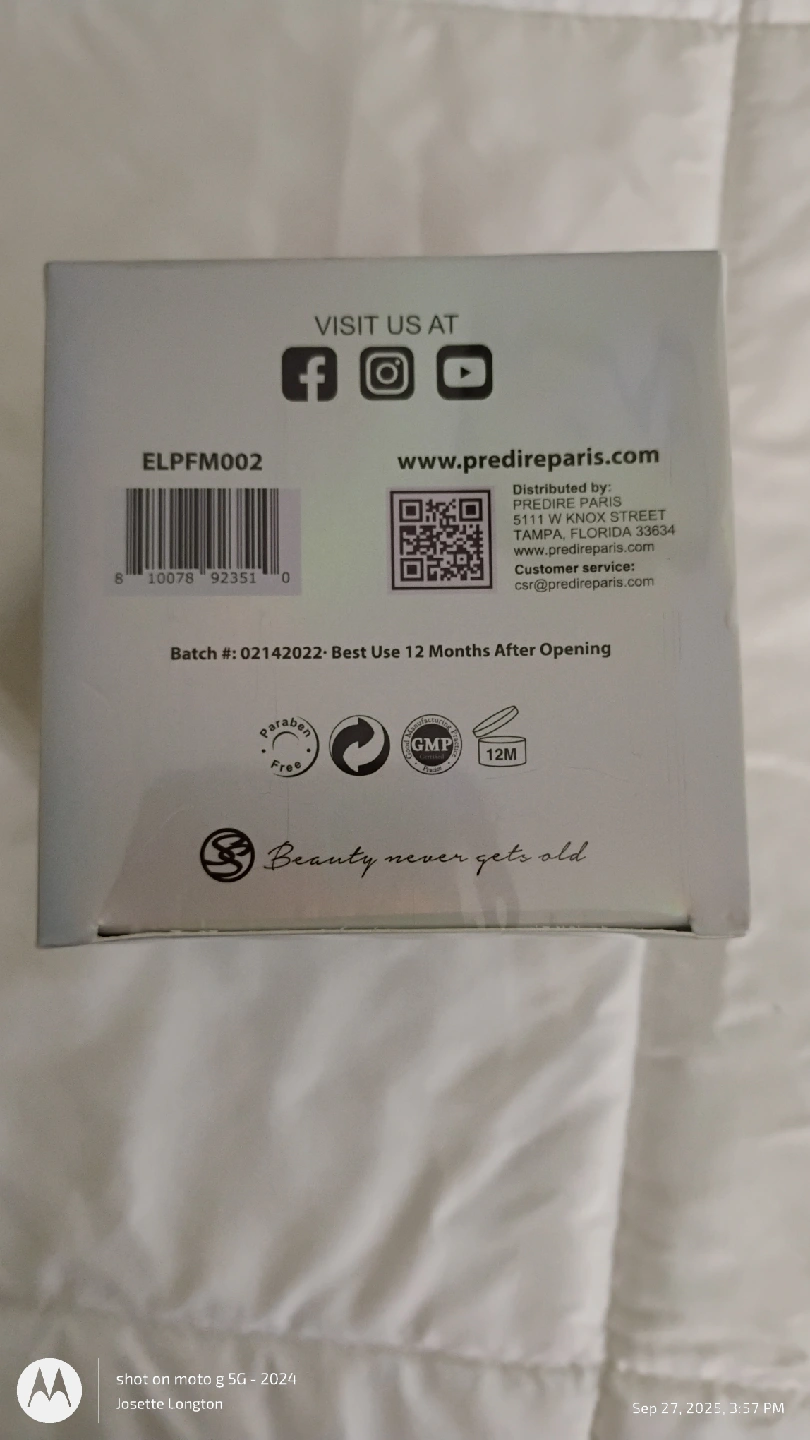 VISIT US AT
ELPFM002
www.predireparis.com
8 10078 92351 0
Distributed by:
PREDIRE PARIS
5111 W KNOX STREET
TAMPA, FLORIDA 33634
www.predireparis.com
Customer service:
csr@predireparis.com
Batch #: 02142022· Best Use 12 Months After Opening
Paraben
Free
Good Manufacturing Practice
GMP
12M
Beauty never gets old
shot on moto g 5G - 2024
Josette Longton
Sep 27, 2025, 3:57 PM